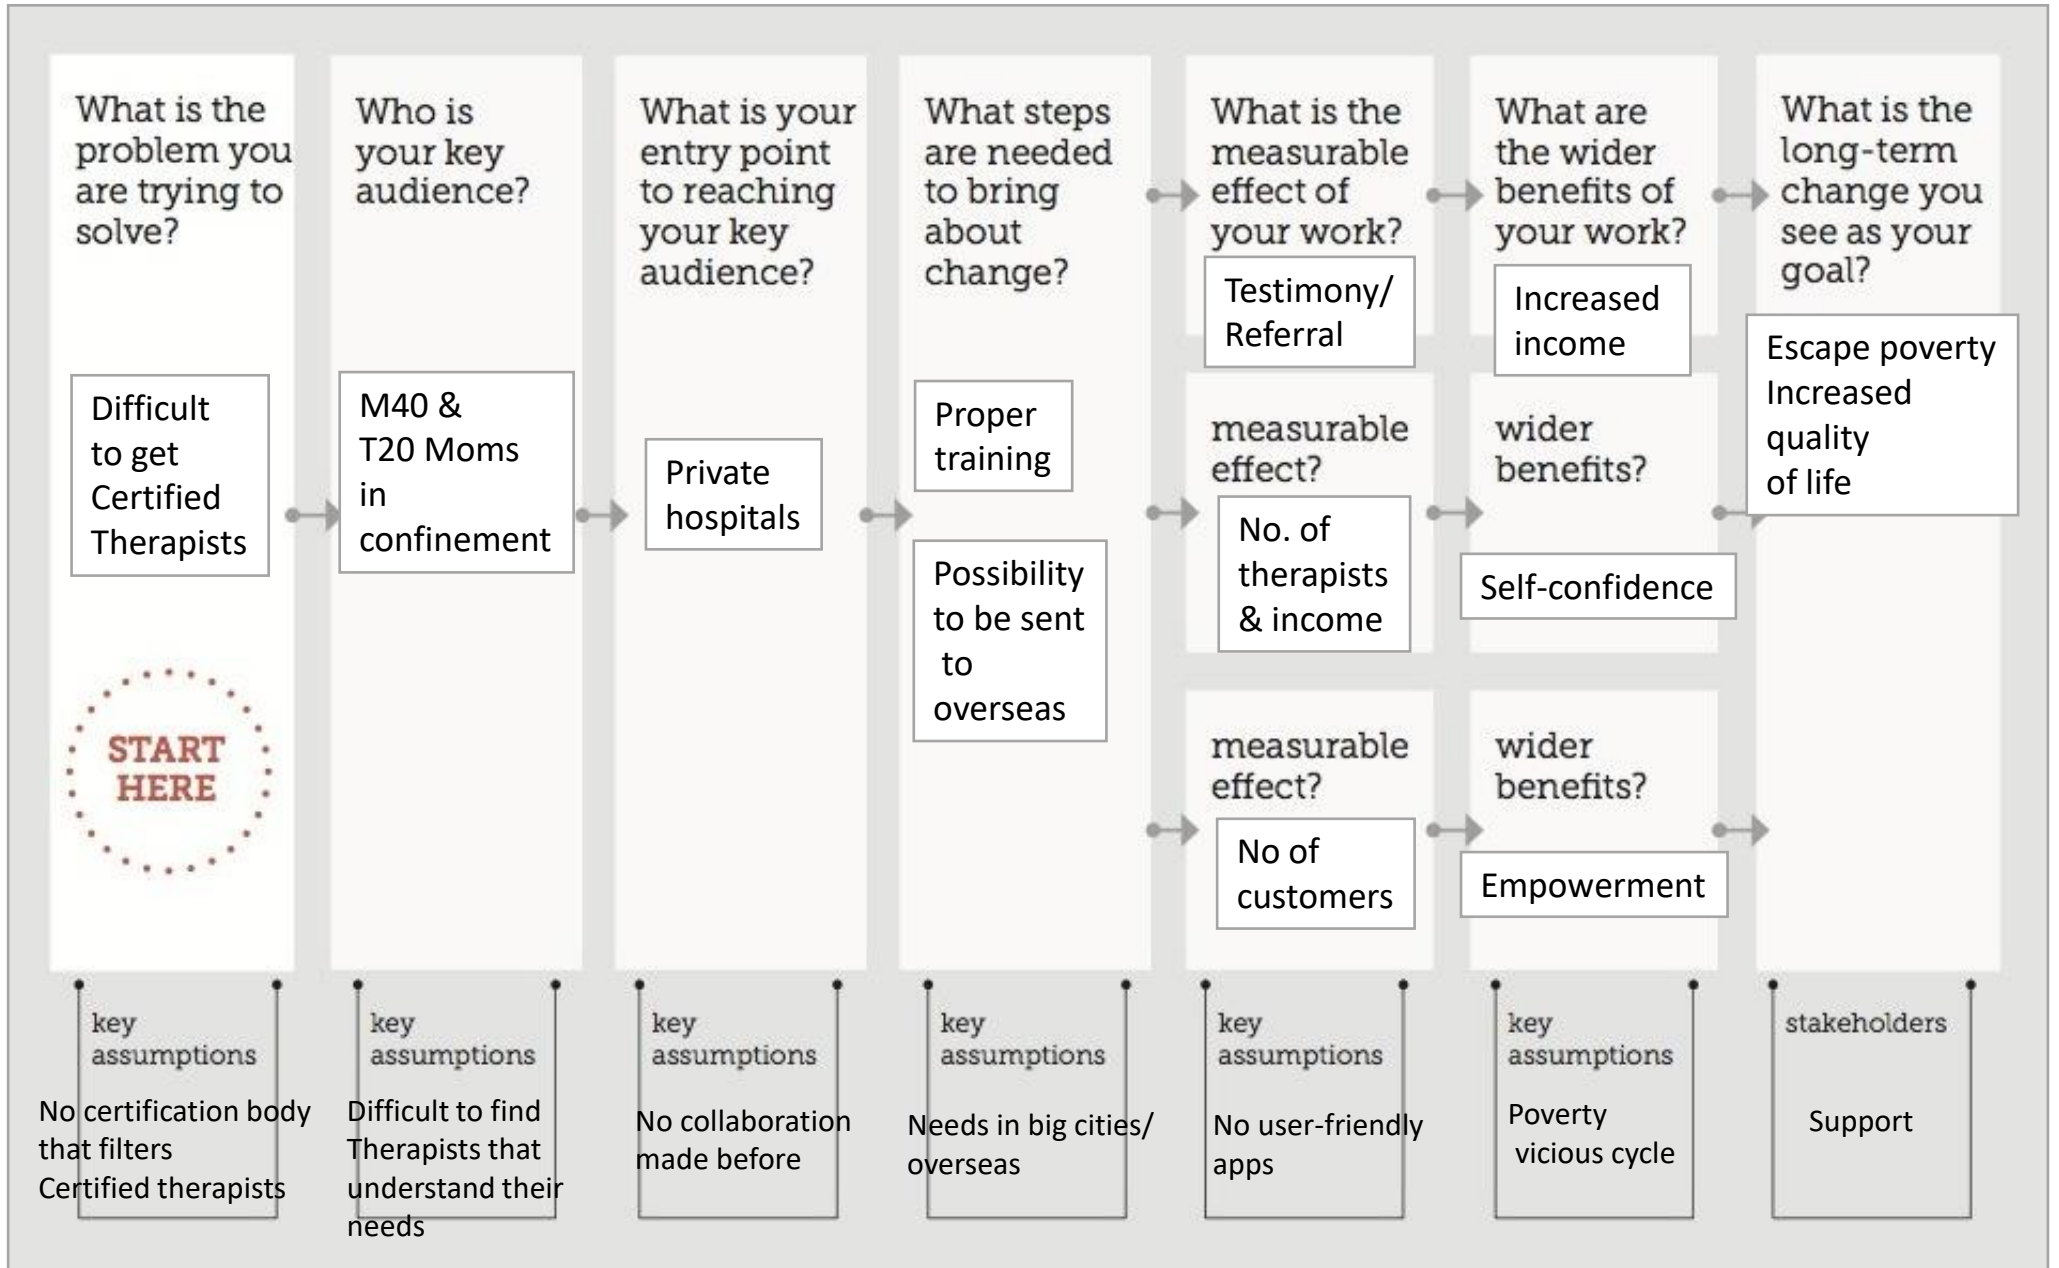 What is the
problem you
are trying to
solve?
Difficult
to get
Certified
Therapists
START
HERE
key
assumptions
No certification body
that filters
Certified therapists
Who is
your key
audience?
M40 &
T20 Moms
in
confinement
key
assumptions
Difficult to find
Therapists that
understand their
needs
What is your
entry point
to reaching
your key
audience?
Private
hospitals
key
assumptions
No collaboration
made before
What steps
are needed
to bring
about
change?
Proper
training
Possibility
to be sent
to
overseas
key
assumptions
Needs in big cities/
overseas
What is the
measurable
effect of
your work?
Testimony/
Referral
measurable
effect?
No. of
therapists
& income
measurable
effect?
No of
customers
key
assumptions
No user-friendly
apps
What are
the wider
benefits of
your work?
Increased
income
wider
benefits?
Self-confidence
wider
benefits?
Empowerment
key
assumptions
Poverty
vicious cycle
What is the
long-term
change you
see as your
goal?
Escape poverty
Increased
quality
of life
stakeholders
Support